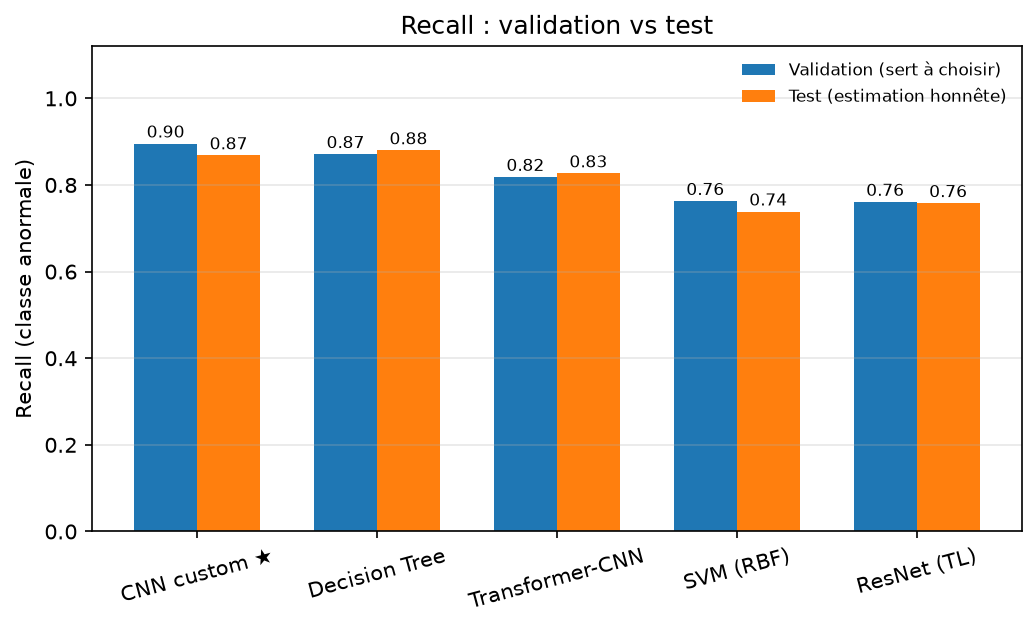 Recall : validation vs test
Validation (sert à choisir)
Test (estimation honnête)
Recall (classe anormale)
1.0
0.8
0.6
0.4
0.2
0.0
0.90
0.87
0.87
0.88
0.82
0.83
0.76
0.74
0.76
0.76
CNN custom ★
Decision Tree
Transformer-CNN
SVM (RBF)
ResNet (TL)